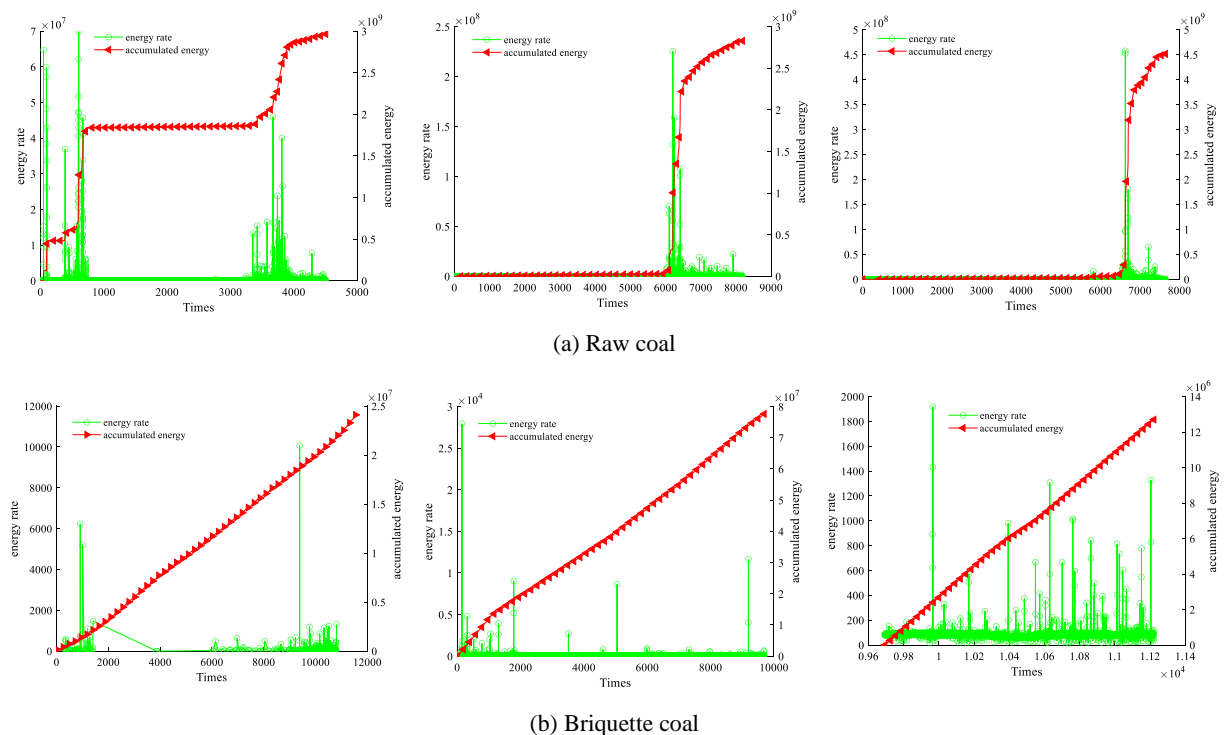 ×10^7
×10^9
7
6
5
4
3
2
1
0
energy rate
energy rate
accumulated energy
3
2.5
2
1.5
1
0.5
0
accumulated energy
0 1000 2000 3000 4000 5000
Times
×10^8
×10^9
2.5
2
1.5
1
0.5
0
energy rate
energy rate
accumulated energy
3
2.5
2
1.5
1
0.5
0
accumulated energy
0 1000 2000 3000 4000 5000 6000 7000 8000 9000
Times
×10^8
×10^9
5
4.5
4
3.5
3
2.5
2
1.5
1
0.5
0
energy rate
energy rate
accumulated energy
5
4.5
4
3.5
3
2.5
2
1.5
1
0.5
0
accumulated energy
0 1000 2000 3000 4000 5000 6000 7000 8000
Times
(a) Raw coal
×10^7
12000
10000
8000
6000
4000
2000
0
energy rate
energy rate
accumulated energy
2.5
2
1.5
1
0.5
0
accumulated energy
0 2000 4000 6000 8000 10000 12000
Times
×10^4
×10^7
3
2.5
2
1.5
1
0.5
0
energy rate
energy rate
accumulated energy
8
7
6
5
4
3
2
1
0
accumulated energy
0 2000 4000 6000 8000 10000
Times
×10^6
2000
1800
1600
1400
1200
1000
800
600
400
200
0
energy rate
energy rate
accumulated energy
14
12
10
8
6
4
2
0
accumulated energy
0.96 0.98 1 1.02 1.04 1.06 1.08 1.1 1.12 1.14
Times
×10^4
(b) Briquette coal